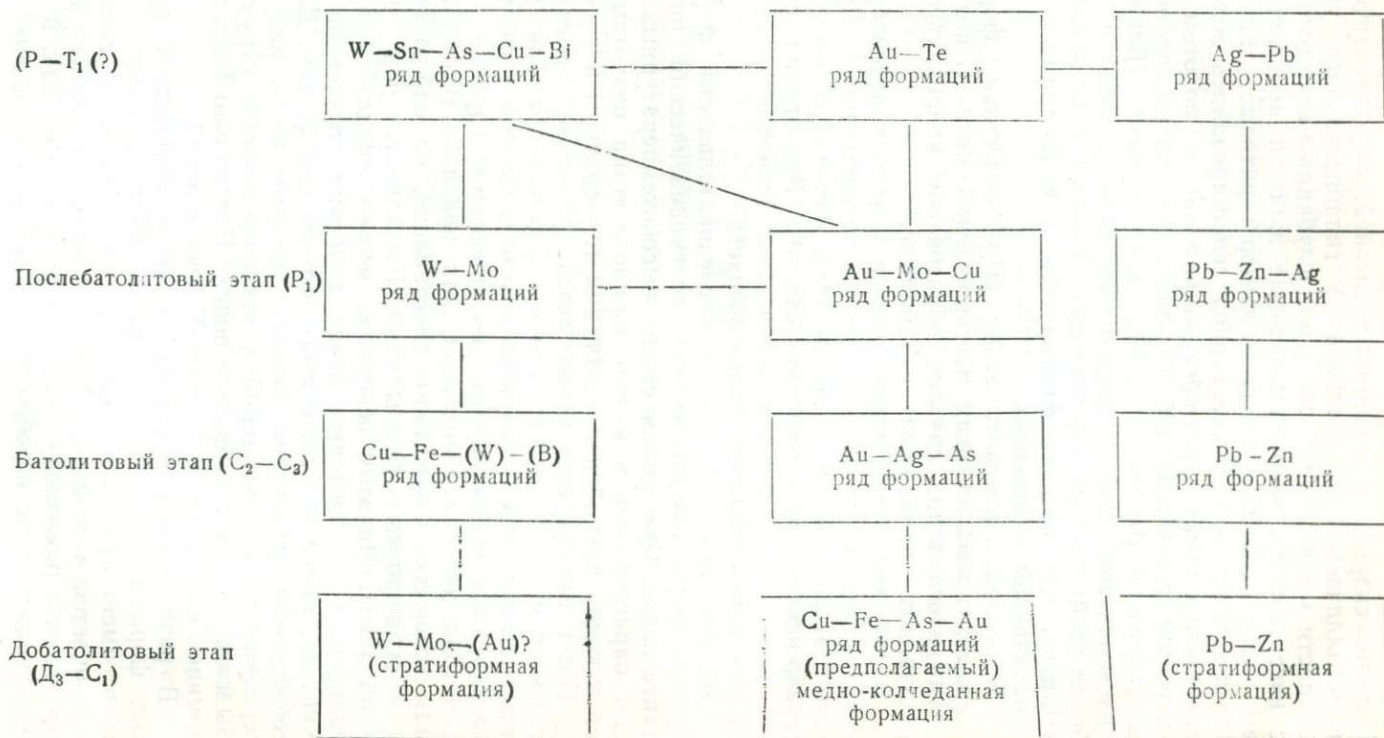 W—Sn—As—Cu—Bi
ряд формаций
Au—Te
ряд формаций
Ag—Pb
ряд формаций
(P—T₁ (?)
W—Mo
ряд формаций
Au—Mo—Cu
ряд формаций
Pb—Zn—Ag
ряд формаций
Послебатолитовый этап (P₁)
Cu—Fe—(W)-(B)
ряд формаций
Au—Ag—As
ряд формаций
Pb-Zn
ряд формаций
Батолитовый этап (C₂—C₃)
W—Mo—(Au)?
(стратиформная
формация)
Cu—Fe—As—Au
ряд формаций
(предполагаемый)
медно-колчеданная
формация
Pb—Zn
(стратиформная
формация)
Добатолитовый этап
(Д₃—C₁)